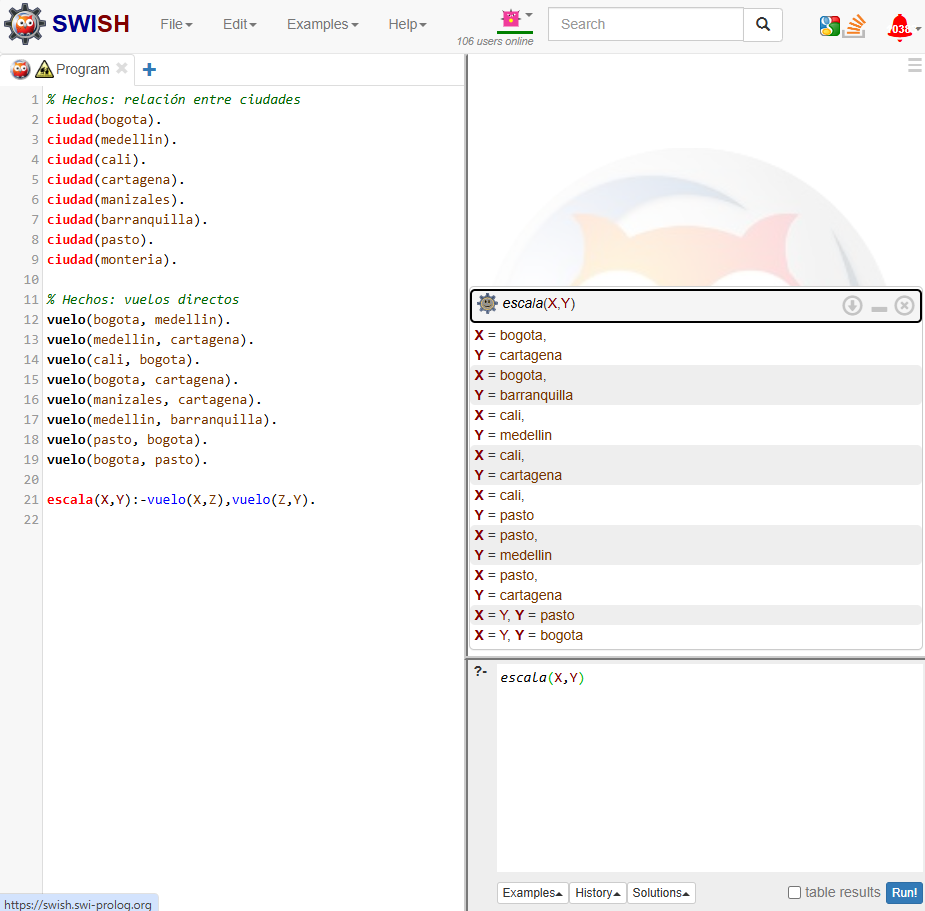 SWISH File Edit Examples Help 106 users online Search
Program
1 % Hechos: relación entre ciudades
2 ciudad(bogota).
3 ciudad(medellin).
4 ciudad(cali).
5 ciudad(cartagena).
6 ciudad(manizales).
7 ciudad(barranquilla).
8 ciudad(pasto).
9 ciudad(monteria).
10
11 % Hechos: vuelos directos
12 vuelo(bogota, medellin).
13 vuelo(medellin, cartagena).
14 vuelo(cali, bogota).
15 vuelo(bogota, cartagena).
16 vuelo(manizales, cartagena).
17 vuelo(medellin, barranquilla).
18 vuelo(pasto, bogota).
19 vuelo(bogota, pasto).
20
21 escala(X,Y):-vuelo(X,Z),vuelo(Z,Y).
22
https://swish.swi-prolog.org
escala(X,Y)
X = bogota,
Y = cartagena
X = bogota,
Y = barranquilla
X = cali,
Y = medellin
X = cali,
Y = cartagena
X = cali,
Y = pasto
X = pasto,
Y = medellin
X = pasto,
Y = cartagena
X = Y, Y = pasto
X = Y, Y = bogota
?- escala(X,Y)
Examples History Solutions table results Run!